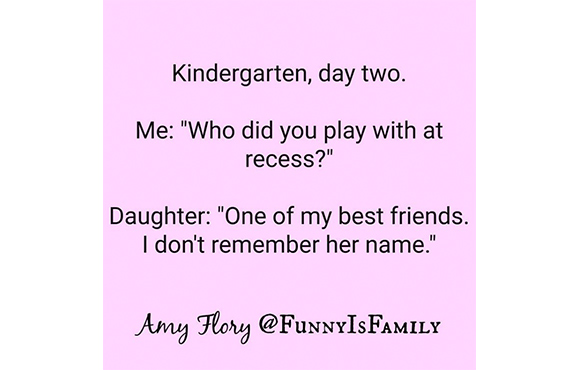 Kindergarten, day two.
Me: "Who did you play with at
recess?"
Daughter: "One of my best friends.
I don't remember her name."
Amy Flory @FunnyIsFamily